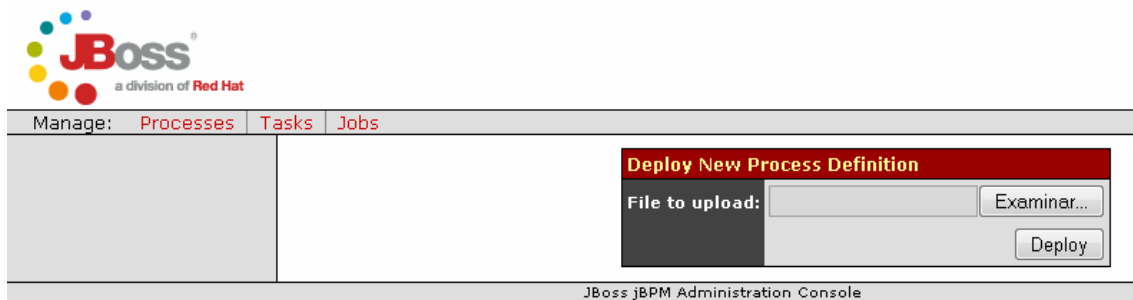 JBoss®
a division of Red Hat
Manage: Processes Tasks Jobs
Deploy New Process Definition
File to upload: Examinar...
Deploy
JBoss jBPM Administration Console